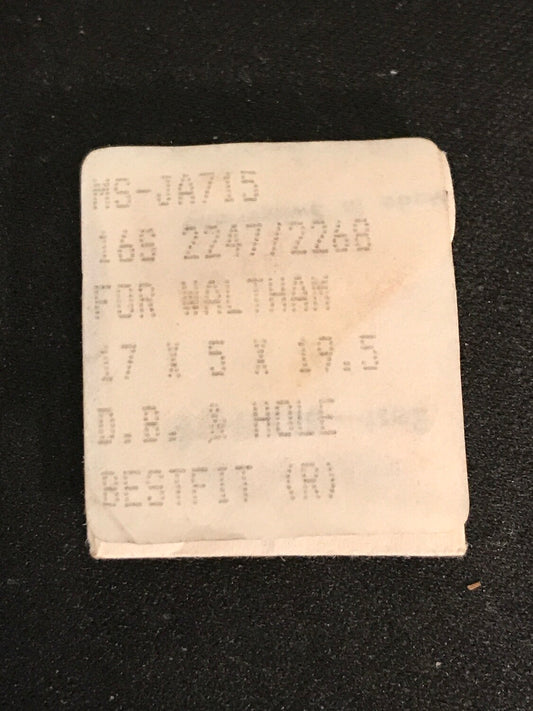 MS-JA715
16S 2247/2268
FOR WALTHAM
17 X 5 X 19.5
D.B. & HOLE
BESTFIT (R)